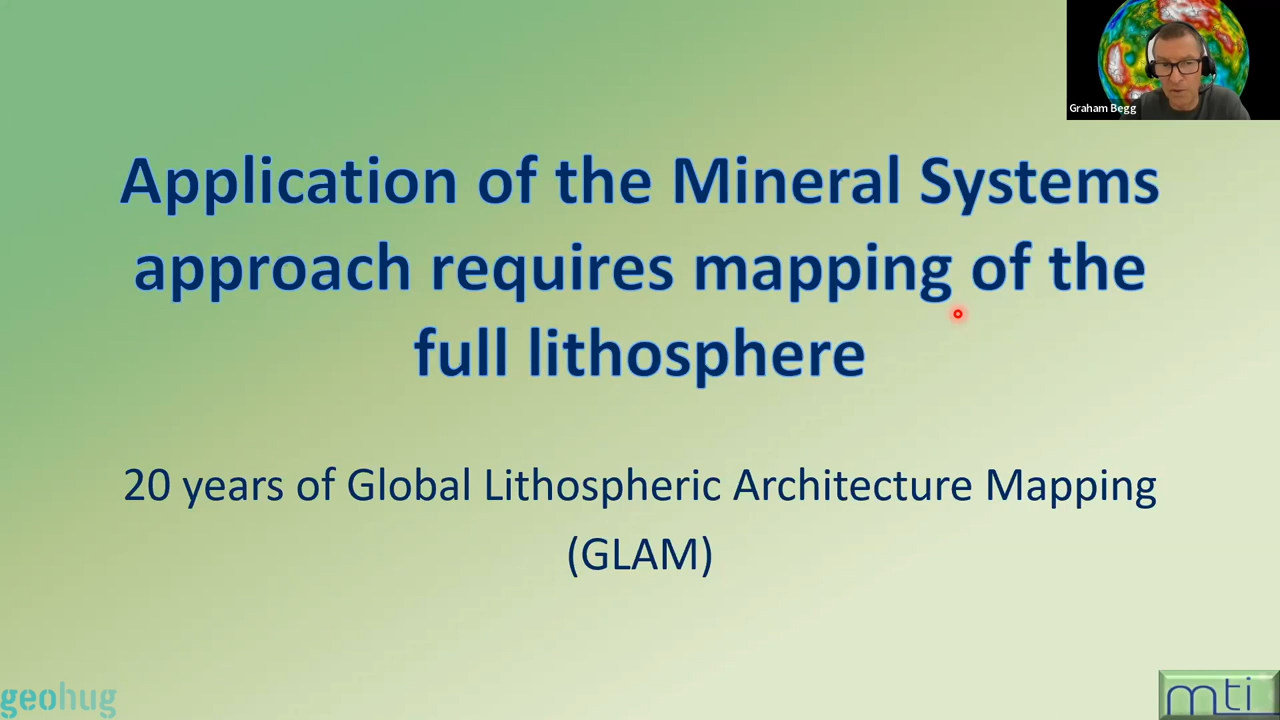 Graham Begg
Application of the Mineral Systems
approach requires mapping of the
full lithosphere
20 years of Global Lithospheric Architecture Mapping
(GLAM)
geohug
mti